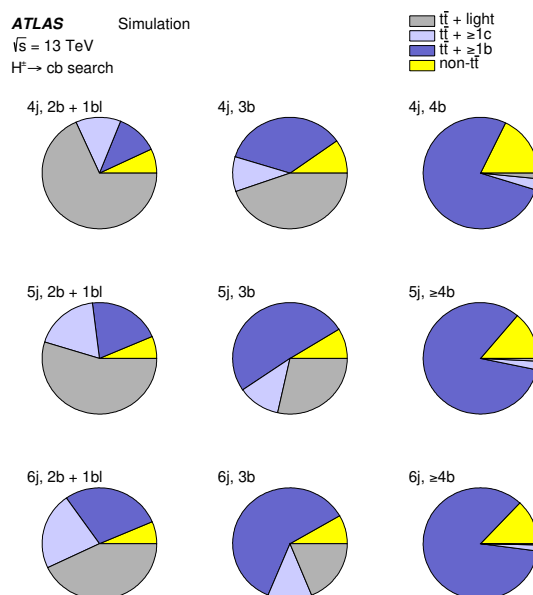 ATLAS Simulation
√s = 13 TeV
H± → cb search
tt̄ + light
tt̄ + ≥1c
tt̄ + ≥1b
non-tt̄
4j, 2b + 1bl
4j, 3b
4j, 4b
5j, 2b + 1bl
5j, 3b
5j, ≥4b
6j, 2b + 1bl
6j, 3b
6j, ≥4b